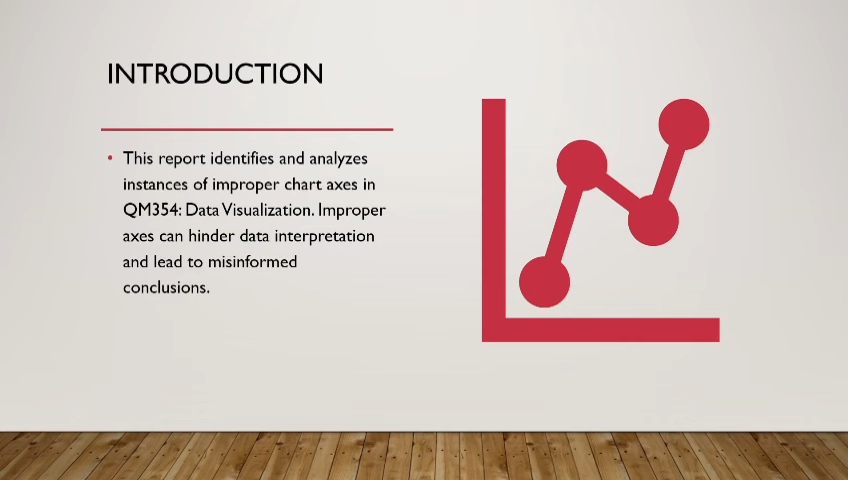 INTRODUCTION
• This report identifies and analyzes
instances of improper chart axes in
QM354: Data Visualization. Improper
axes can hinder data interpretation
and lead to misinformed
conclusions.